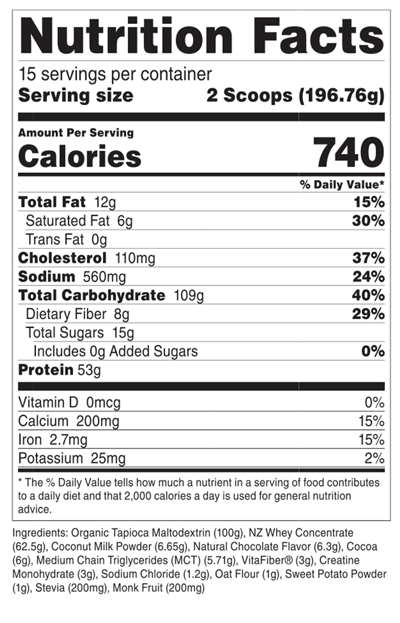 Nutrition Facts
15 servings per container
Serving size 2 Scoops (196.76g)
Amount Per Serving
Calories 740
% Daily Value*
Total Fat 12g 15%
Saturated Fat 6g 30%
Trans Fat 0g
Cholesterol 110mg 37%
Sodium 560mg 24%
Total Carbohydrate 109g 40%
Dietary Fiber 8g 29%
Total Sugars 15g
Includes 0g Added Sugars 0%
Protein 53g
Vitamin D 0mcg 0%
Calcium 200mg 15%
Iron 2.7mg 15%
Potassium 25mg 2%
* The % Daily Value tells how much a nutrient in a serving of food contributes
to a daily diet and that 2,000 calories a day is used for general nutrition
advice.
Ingredients: Organic Tapioca Maltodextrin (100g), NZ Whey Concentrate
(62.5g), Coconut Milk Powder (6.65g), Natural Chocolate Flavor (6.3g), Cocoa
(6g), Medium Chain Triglycerides (MCT) (5.71g), VitaFiber® (3g), Creatine
Monohydrate (3g), Sodium Chloride (1.2g), Oat Flour (1g), Sweet Potato Powder
(1g), Stevia (200mg), Monk Fruit (200mg)